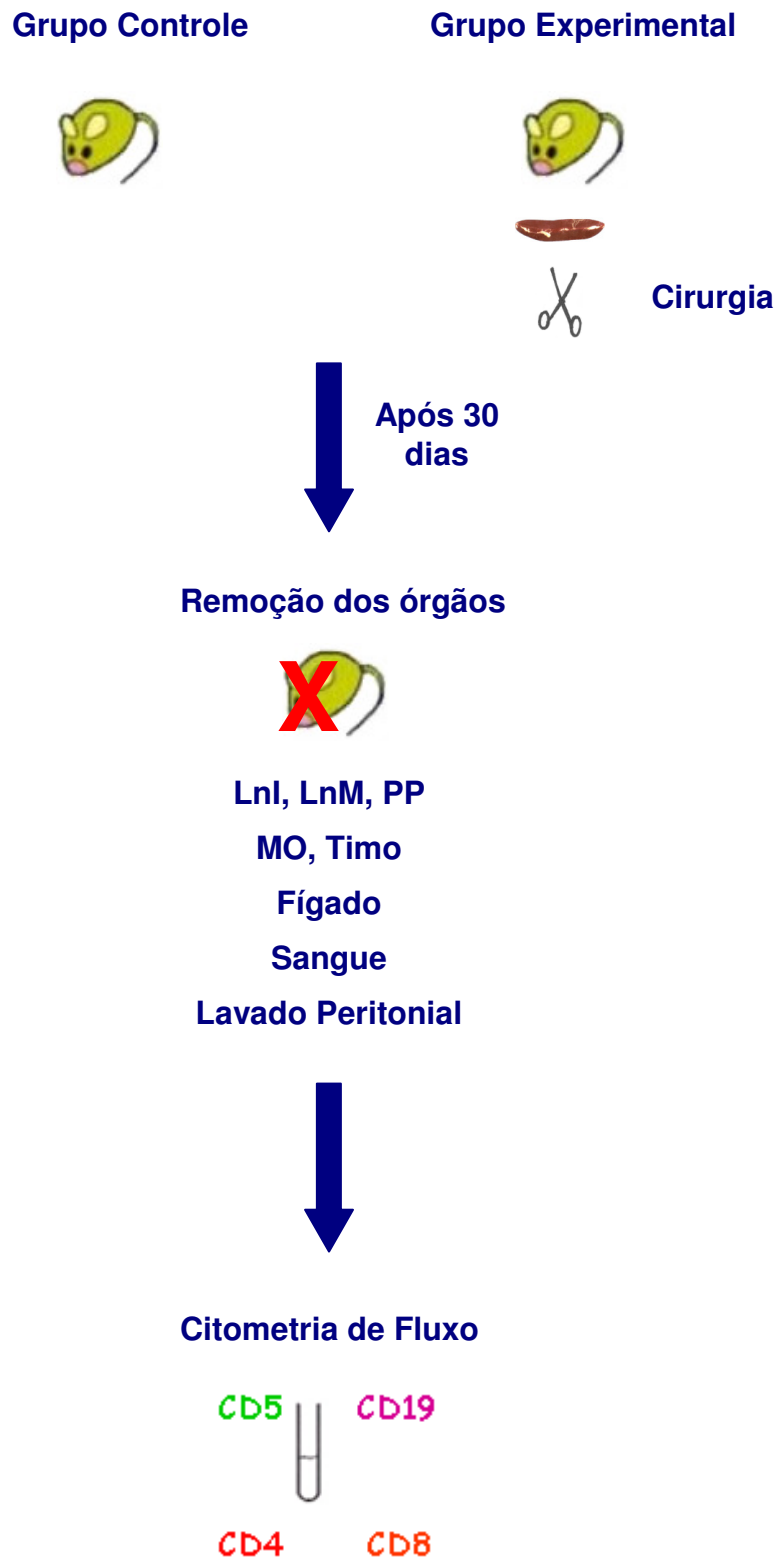 Grupo Controle
Grupo Experimental
Cirurgia
Após 30
dias
Remoção dos órgãos
X
LnI, LnM, PP
MO, Timo
Fígado
Sangue
Lavado Peritonial
Citometria de Fluxo
CD5 CD19
CD4 CD8